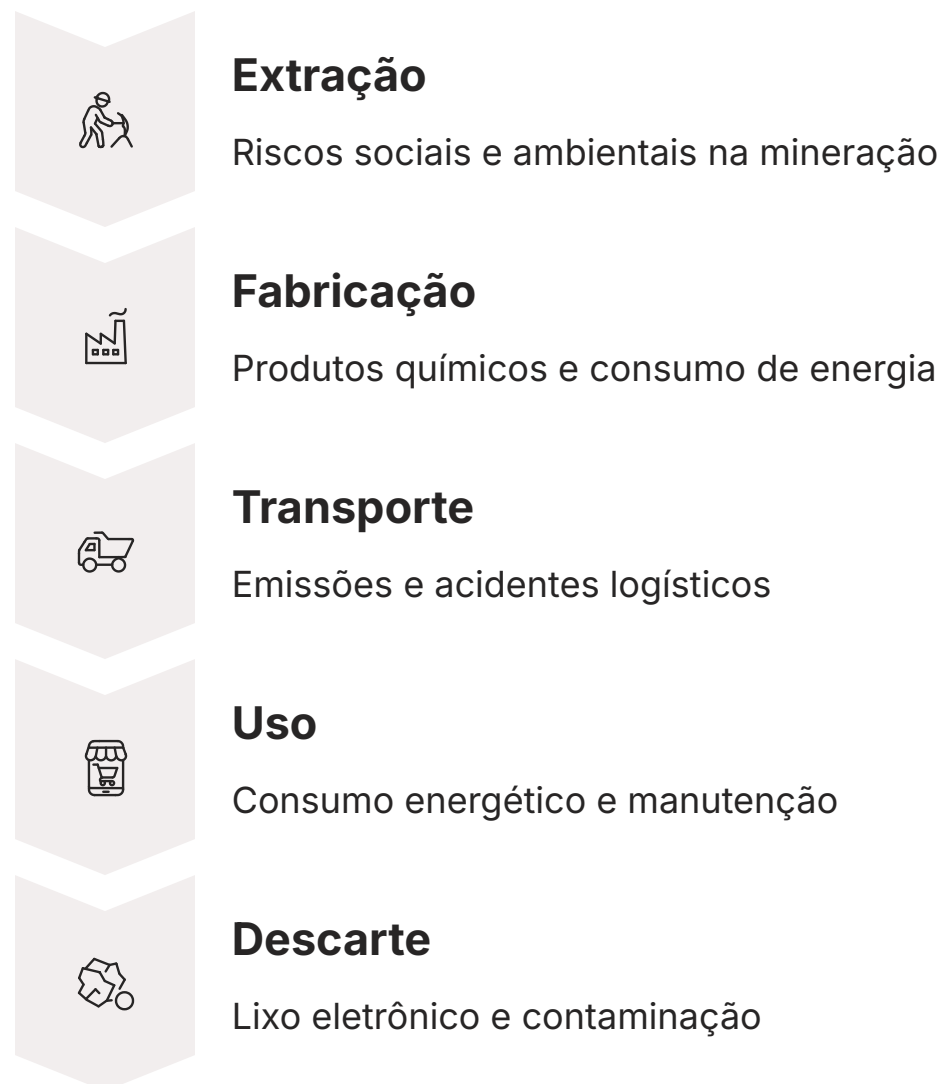 Extração
Riscos sociais e ambientais na mineração
Fabricação
Produtos químicos e consumo de energia
Transporte
Emissões e acidentes logísticos
Uso
Consumo energético e manutenção
Descarte
Lixo eletrônico e contaminação